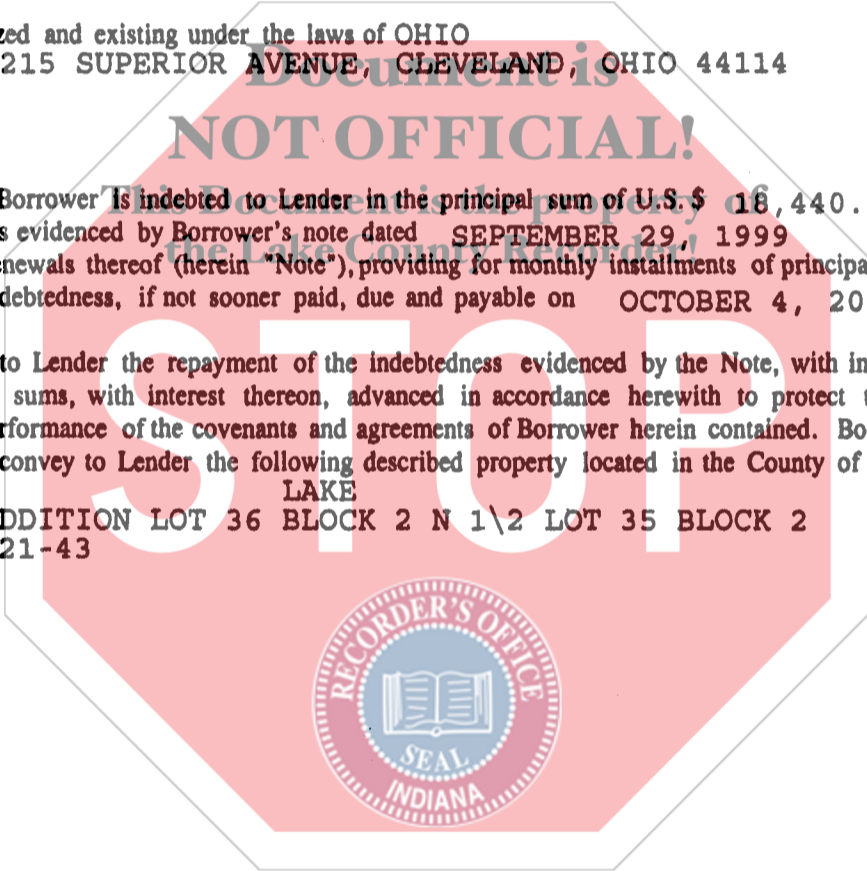 zed and existing under the laws of OHIO
215 SUPERIOR AVENUE, CLEVELAND, OHIO 44114
Document is
NOT OFFICIAL!
Borrower is indebted to Lender in the principal sum of U.S. $ 18,440.
This Document is the property of
s evidenced by Borrower's note dated SEPTEMBER 29, 1999
the Lake County Recorder!
newals thereof (herein "Note"), providing for monthly installments of principa
debtedness, if not sooner paid, due and payable on OCTOBER 4, 20
STOP
to Lender the repayment of the indebtedness evidenced by the Note, with in
sums, with interest thereon, advanced in accordance herewith to protect t
rformance of the covenants and agreements of Borrower herein contained. Bo
convey to Lender the following described property located in the County of
LAKE
DDITION LOT 36 BLOCK 2 N 1\2 LOT 35 BLOCK 2
21-43
RECORDER'S OFFICE
SEAL
INDIANA